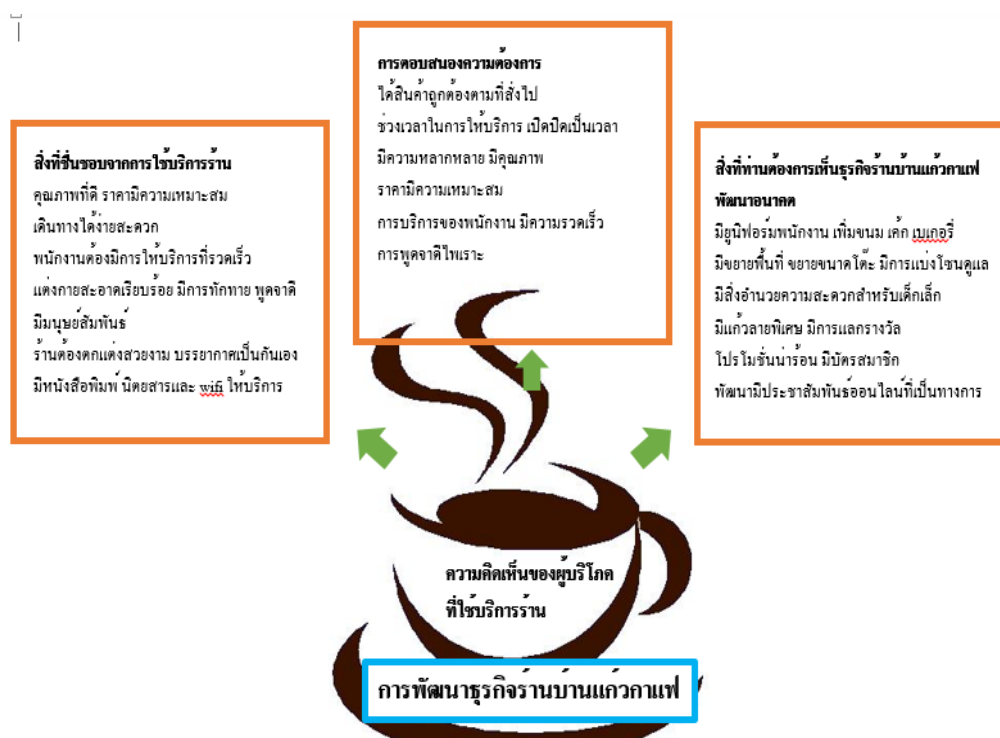 การตอบสนองความต้องการ
ได้สินค้าถูกต้องตามที่สั่งไป
ช่วงเวลาในการให้บริการ เปิดปิดเป็นเวลา
มีความหลากหลาย มีคุณภาพ
ราคามีความเหมาะสม
การบริการของพนักงาน มีความรวดเร็ว
การพูดจาดีไพเราะ
สิ่งที่ชื่นชอบจากการใช้บริการร้าน
คุณภาพที่ดี ราคามีความเหมาะสม
เดินทางได้ง่ายสะดวก
พนักงานต้องมีการให้บริการที่รวดเร็ว
แต่งกายสะอาดเรียบร้อย มีการทักทาย พูดจาดี
มีมนุษย์สัมพันธ์
ร้านต้องตกแต่งสวยงาม บรรยากาศเป็นกันเอง
มีหนังสือพิมพ์ นิตยสารและ wifi ให้บริการ
สิ่งที่ท่านต้องการเห็นธุรกิจร้านบ้านแก้วกาแฟ
พัฒนาอนาคต
มียูนิฟอร์มพนักงาน เพิ่มขนม เค้ก เบเกอรี่
มีขยายพื้นที่ ขยายขนาดโต๊ะ มีการแบ่งโซนดูแล
มีสิ่งอำนวยความสะดวกสำหรับเด็กเล็ก
มีแก้วลายพิเศษ มีการแลกรางวัล
โปรโมชั่นน่าร้อน มีบัตรสมาชิก
พัฒนามีประชาสัมพันธ์ออนไลน์ที่เป็นทางการ
ความคิดเห็นของผู้บริโภค
ที่ใช้บริการร้าน
การพัฒนาธุรกิจร้านบ้านแก้วกาแฟ